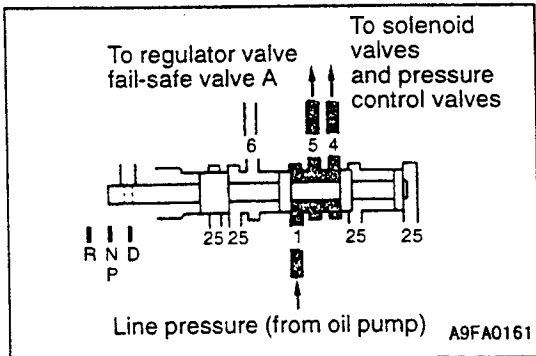 To regulator valve
fail-safe valve A
To solenoid
valves
and pressure
control valves
6
5 4
R N D
P
25 25
1
25
25
Line pressure (from oil pump)
A9FA0161